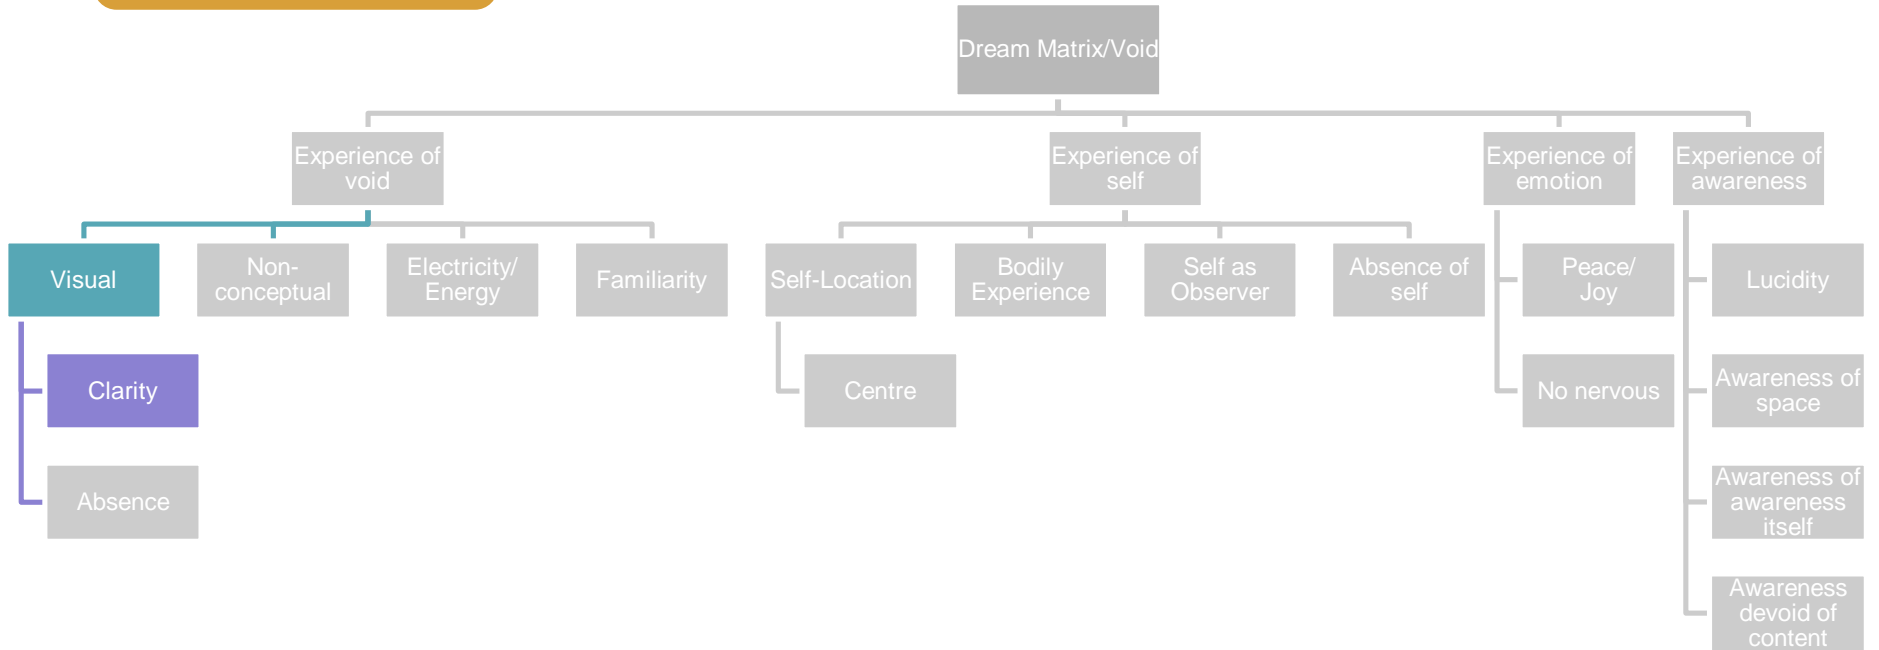 Dream Matrix/Void
Experience of
void
Experience of
self
Experience of
emotion
Experience of
awareness
Visual
Non-
conceptual
Electricity/
Energy
Familiarity
Self-Location
Bodily
Experience
Self as
Observer
Absence of
self
Peace/
Joy
Lucidity
Clarity
Centre
No nervous
Awareness of
space
Absence
Awareness of
awareness
itself
Awareness
devoid of
content